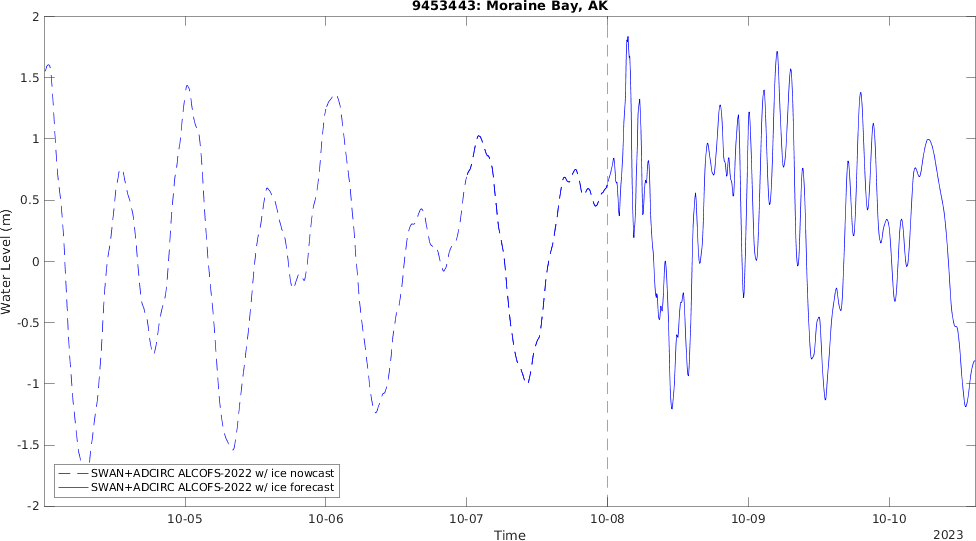 9453443: Moraine Bay, AK
2
1.5
1
0.5
0
-0.5
-1
-1.5
-2
Water Level (m)
SWAN+ADCIRC ALCOFS-2022 w/ ice nowcast
SWAN+ADCIRC ALCOFS-2022 w/ ice forecast
10-05 10-06 10-07 10-08 10-09 10-10
Time
2023